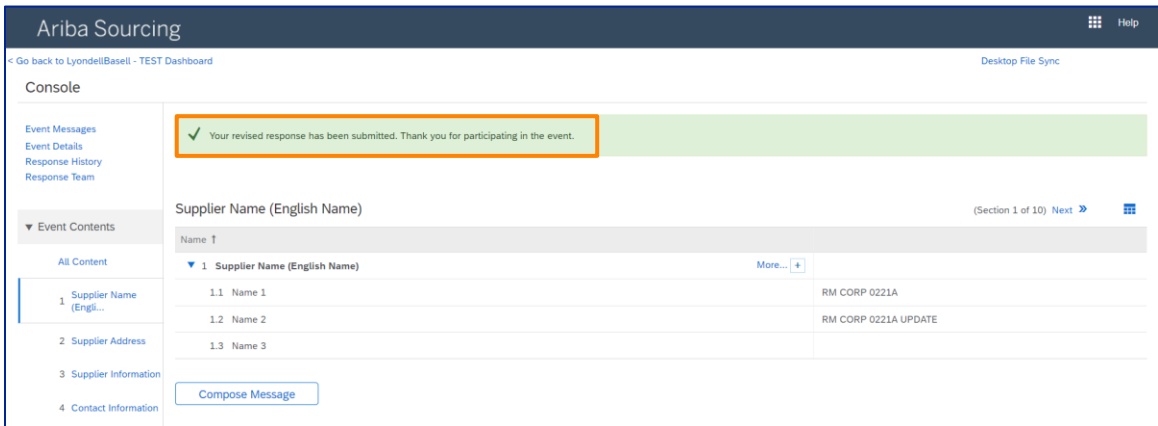 Ariba Sourcing
Help
< Go back to LyondellBasell - TEST Dashboard
Desktop File Sync
Console
Event Messages
Event Details
Response History
Response Team
✓ Your revised response has been submitted. Thank you for participating in the event.
▼ Event Contents
All Content
1 Supplier Name
(Engli...
2 Supplier Address
3 Supplier Information
4 Contact Information
Supplier Name (English Name)
(Section 1 of 10) Next »
Name ↑
▼ 1 Supplier Name (English Name)
More... +
1.1 Name 1
RM CORP 0221A
1.2 Name 2
RM CORP 0221A UPDATE
1.3 Name 3
Compose Message